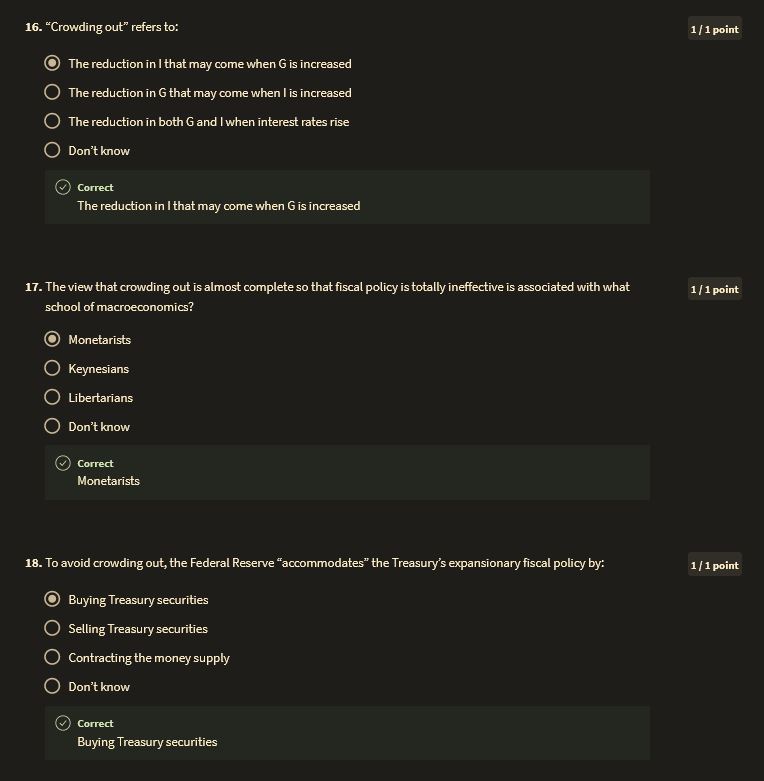 16. “Crowding out” refers to:
1 / 1 point
The reduction in I that may come when G is increased
The reduction in G that may come when I is increased
The reduction in both G and I when interest rates rise
Don’t know
Correct
The reduction in I that may come when G is increased
17. The view that crowding out is almost complete so that fiscal policy is totally ineffective is associated with what
1 / 1 point
school of macroeconomics?
Monetarists
Keynesians
Libertarians
Don’t know
Correct
Monetarists
18. To avoid crowding out, the Federal Reserve “accommodates” the Treasury’s expansionary fiscal policy by:
1 / 1 point
Buying Treasury securities
Selling Treasury securities
Contracting the money supply
Don’t know
Correct
Buying Treasury securities